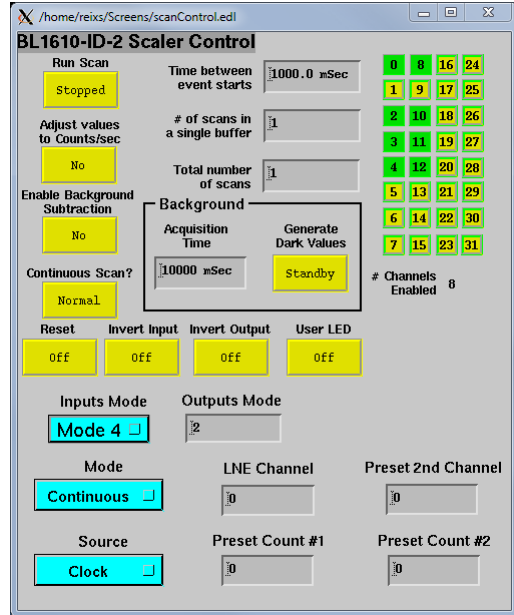 /home/reixs/Screens/scanControl.edl
BL1610-ID-2 Scaler Control
Run Scan
Stopped
Time between
event starts
1000.0 mSec
0 8 16 24
1 9 17 25
2 10 18 26
3 11 19 27
4 12 20 28
5 13 21 29
6 14 22 30
7 15 23 31
Adjust values
to Counts/sec
No
# of scans in
a single buffer
1
Total number
of scans
1
Enable Background
Subtraction
No
Background
Acquisition
Time
10000 mSec
Generate
Dark Values
Standby
# Channels
Enabled
8
Continuous Scan?
Normal
Reset
Off
Invert Input
Off
Invert Output
Off
User LED
Off
Inputs Mode
Mode 4
Outputs Mode
2
Mode
Continuous
LNE Channel
0
Preset 2nd Channel
0
Source
Clock
Preset Count #1
0
Preset Count #2
0